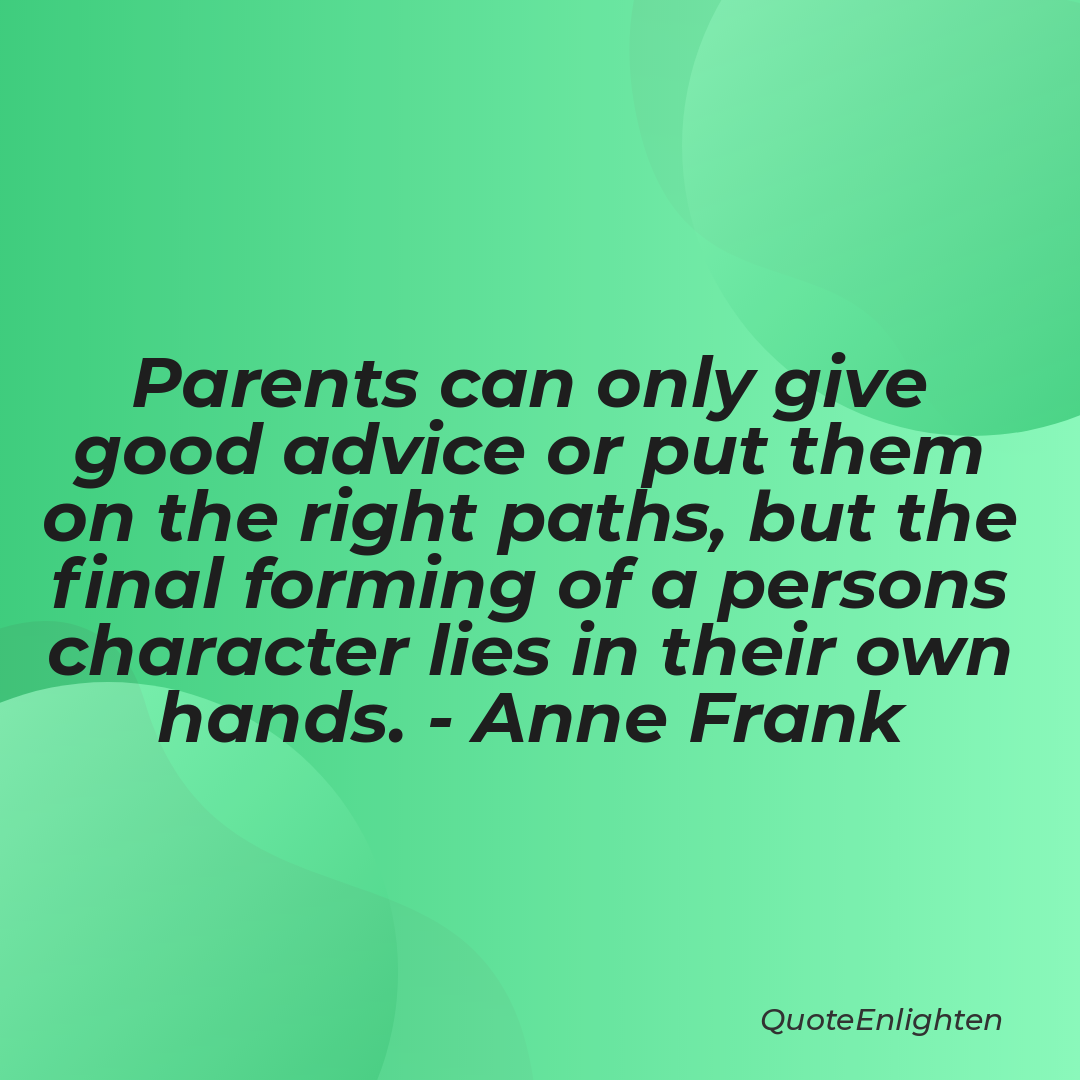 Parents can only give
good advice or put them
on the right paths, but the
final forming of a persons
character lies in their own
hands. - Anne Frank
QuoteEnlighten